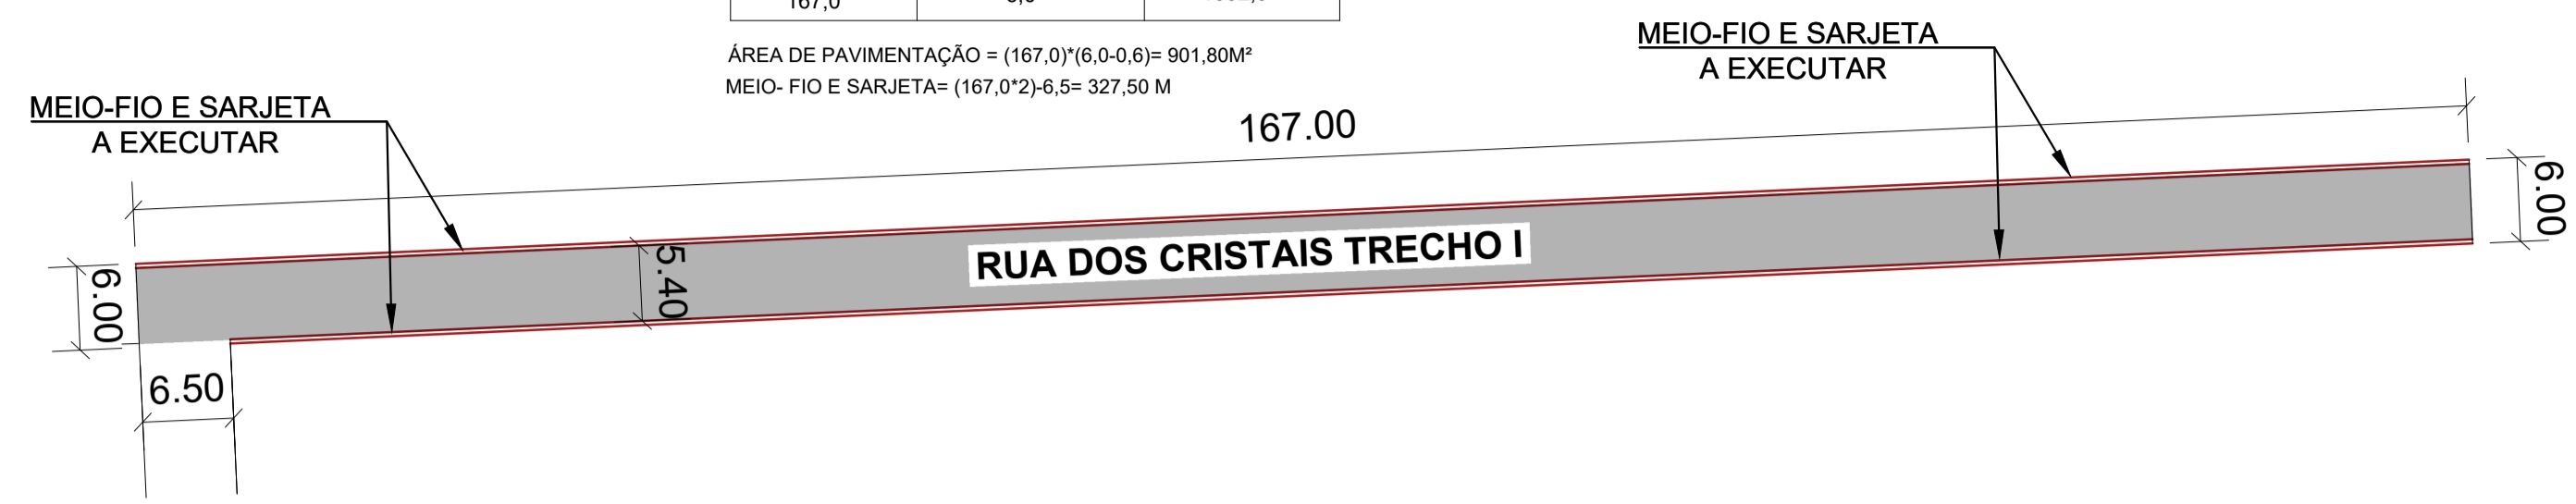 167,0
ÁREA DE PAVIMENTAÇÃO = (167,0)*(6,0-0,6)= 901,80M²
MEIO- FIO E SARJETA= (167,0*2)-6,5= 327,50 M
MEIO-FIO E SARJETA
A EXECUTAR
MEIO-FIO E SARJETA
A EXECUTAR
167.00
6.00
5.40
RUA DOS CRISTAIS TRECHO I
6.00
6.50